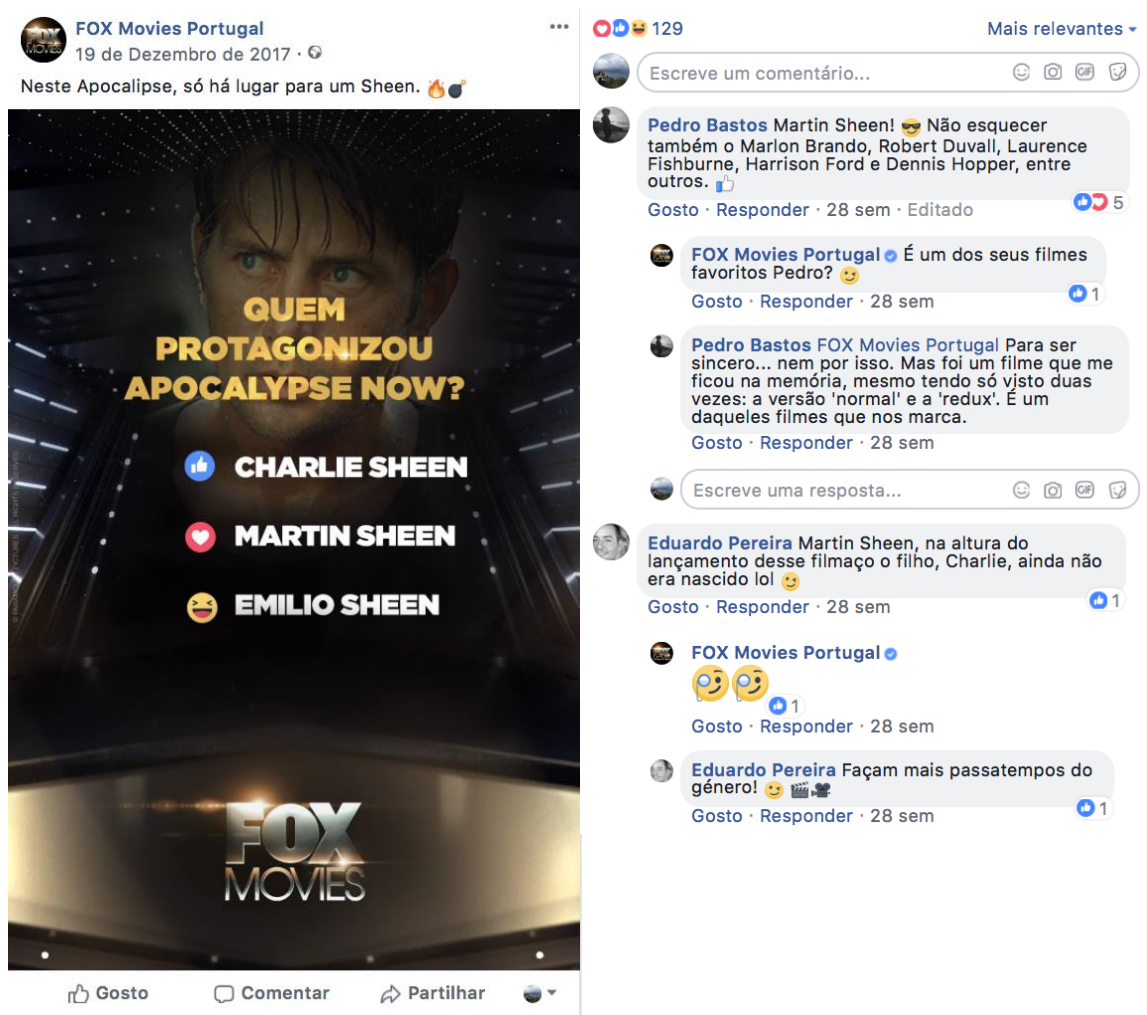 FOX Movies Portugal
19 de Dezembro de 2017 ·
Neste Apocalipse, só há lugar para um Sheen. 🔥💣
QUEM
PROTAGONIZOU
APOCALYPSE NOW?
CHARLIE SHEEN
MARTIN SHEEN
EMILIO SHEEN
FOX
MOVIES
Gosto
Comentar
Partilhar
129
Mais relevantes
Escreve um comentário...
GIF
Pedro Bastos Martin Sheen! 😎 Não esquecer
também o Marlon Brando, Robert Duvall, Laurence
Fishburne, Harrison Ford e Dennis Hopper, entre
outros. 👍
5
Gosto · Responder · 28 sem · Editado
FOX Movies Portugal É um dos seus filmes
favoritos Pedro? 😉
1
Gosto · Responder · 28 sem
Pedro Bastos FOX Movies Portugal Para ser
sincero... nem por isso. Mas foi um filme que me
ficou na memória, mesmo tendo só visto duas
vezes: a versão 'normal' e a 'redux'. É um
daqueles filmes que nos marca.
Gosto · Responder · 28 sem
Escreve uma resposta...
GIF
Eduardo Pereira Martin Sheen, na altura do
lançamento desse filmaço o filho, Charlie, ainda não
era nascido lol 😉
1
Gosto · Responder · 28 sem
FOX Movies Portugal
🧐🧐
1
Gosto · Responder · 28 sem
Eduardo Pereira Façam mais passatempos do
género! 😉 🎬🎥
1
Gosto · Responder · 28 sem